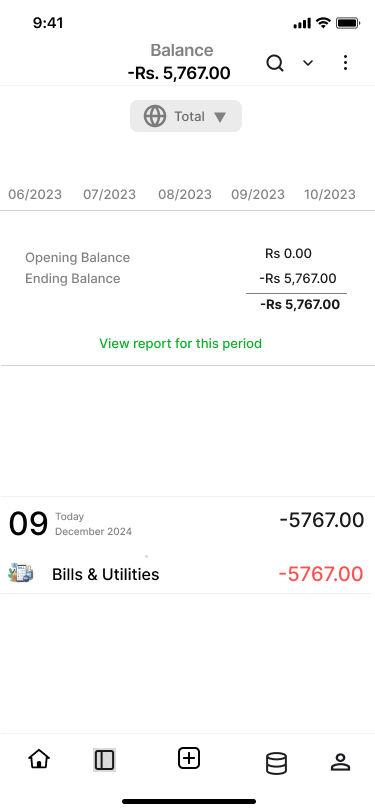 9:41
Balance
-Rs. 5,767.00
Total ▼
06/2023 07/2023 08/2023 09/2023 10/2023
Opening Balance Rs 0.00
Ending Balance -Rs 5,767.00
-Rs 5,767.00
View report for this period
09 Today -5767.00
December 2024
Bills & Utilities -5767.00